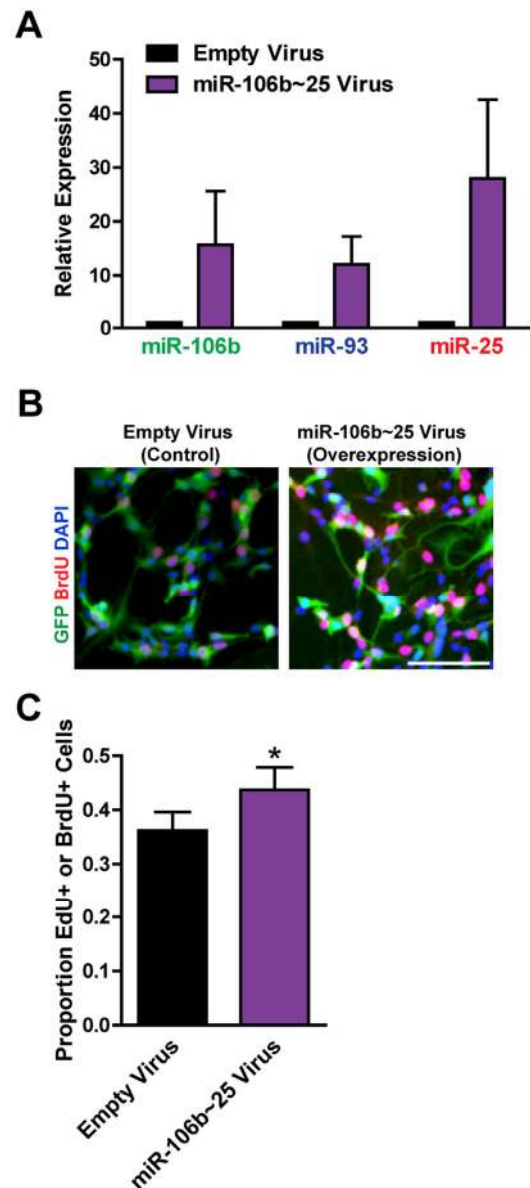 A
Empty Virus
miR-106b~25 Virus
Relative Expression
50
40
30
20
10
0
miR-106b miR-93 miR-25
B
Empty Virus
(Control)
miR-106b~25 Virus
(Overexpression)
GFP BrdU DAPI
C
Proportion EdU+ or BrdU+ Cells
0.5
0.4
0.3
0.2
0.1
0.0
*
Empty Virus
miR-106b~25 Virus